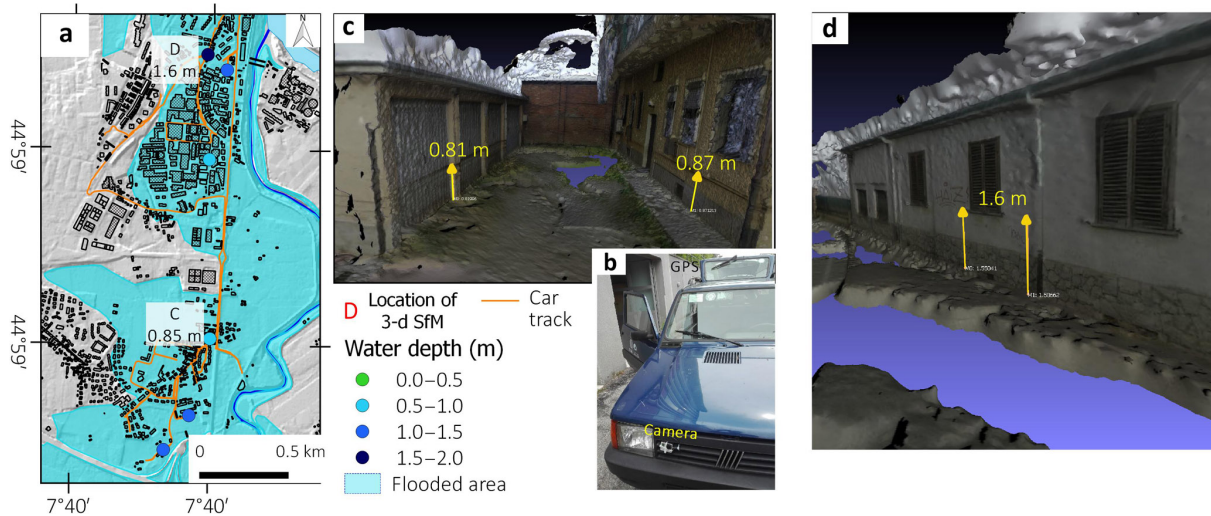 a
N
D
1.6 m
44°59′
44°59′
C
0.85 m
0 0.5 km
7°40′ 7°40′
c
0.81 m
0.87 m
D Location of 3-d SfM
Car track
Water depth (m)
0.0–0.5
0.5–1.0
1.0–1.5
1.5–2.0
Flooded area
b
GPS
Camera
d
1.6 m